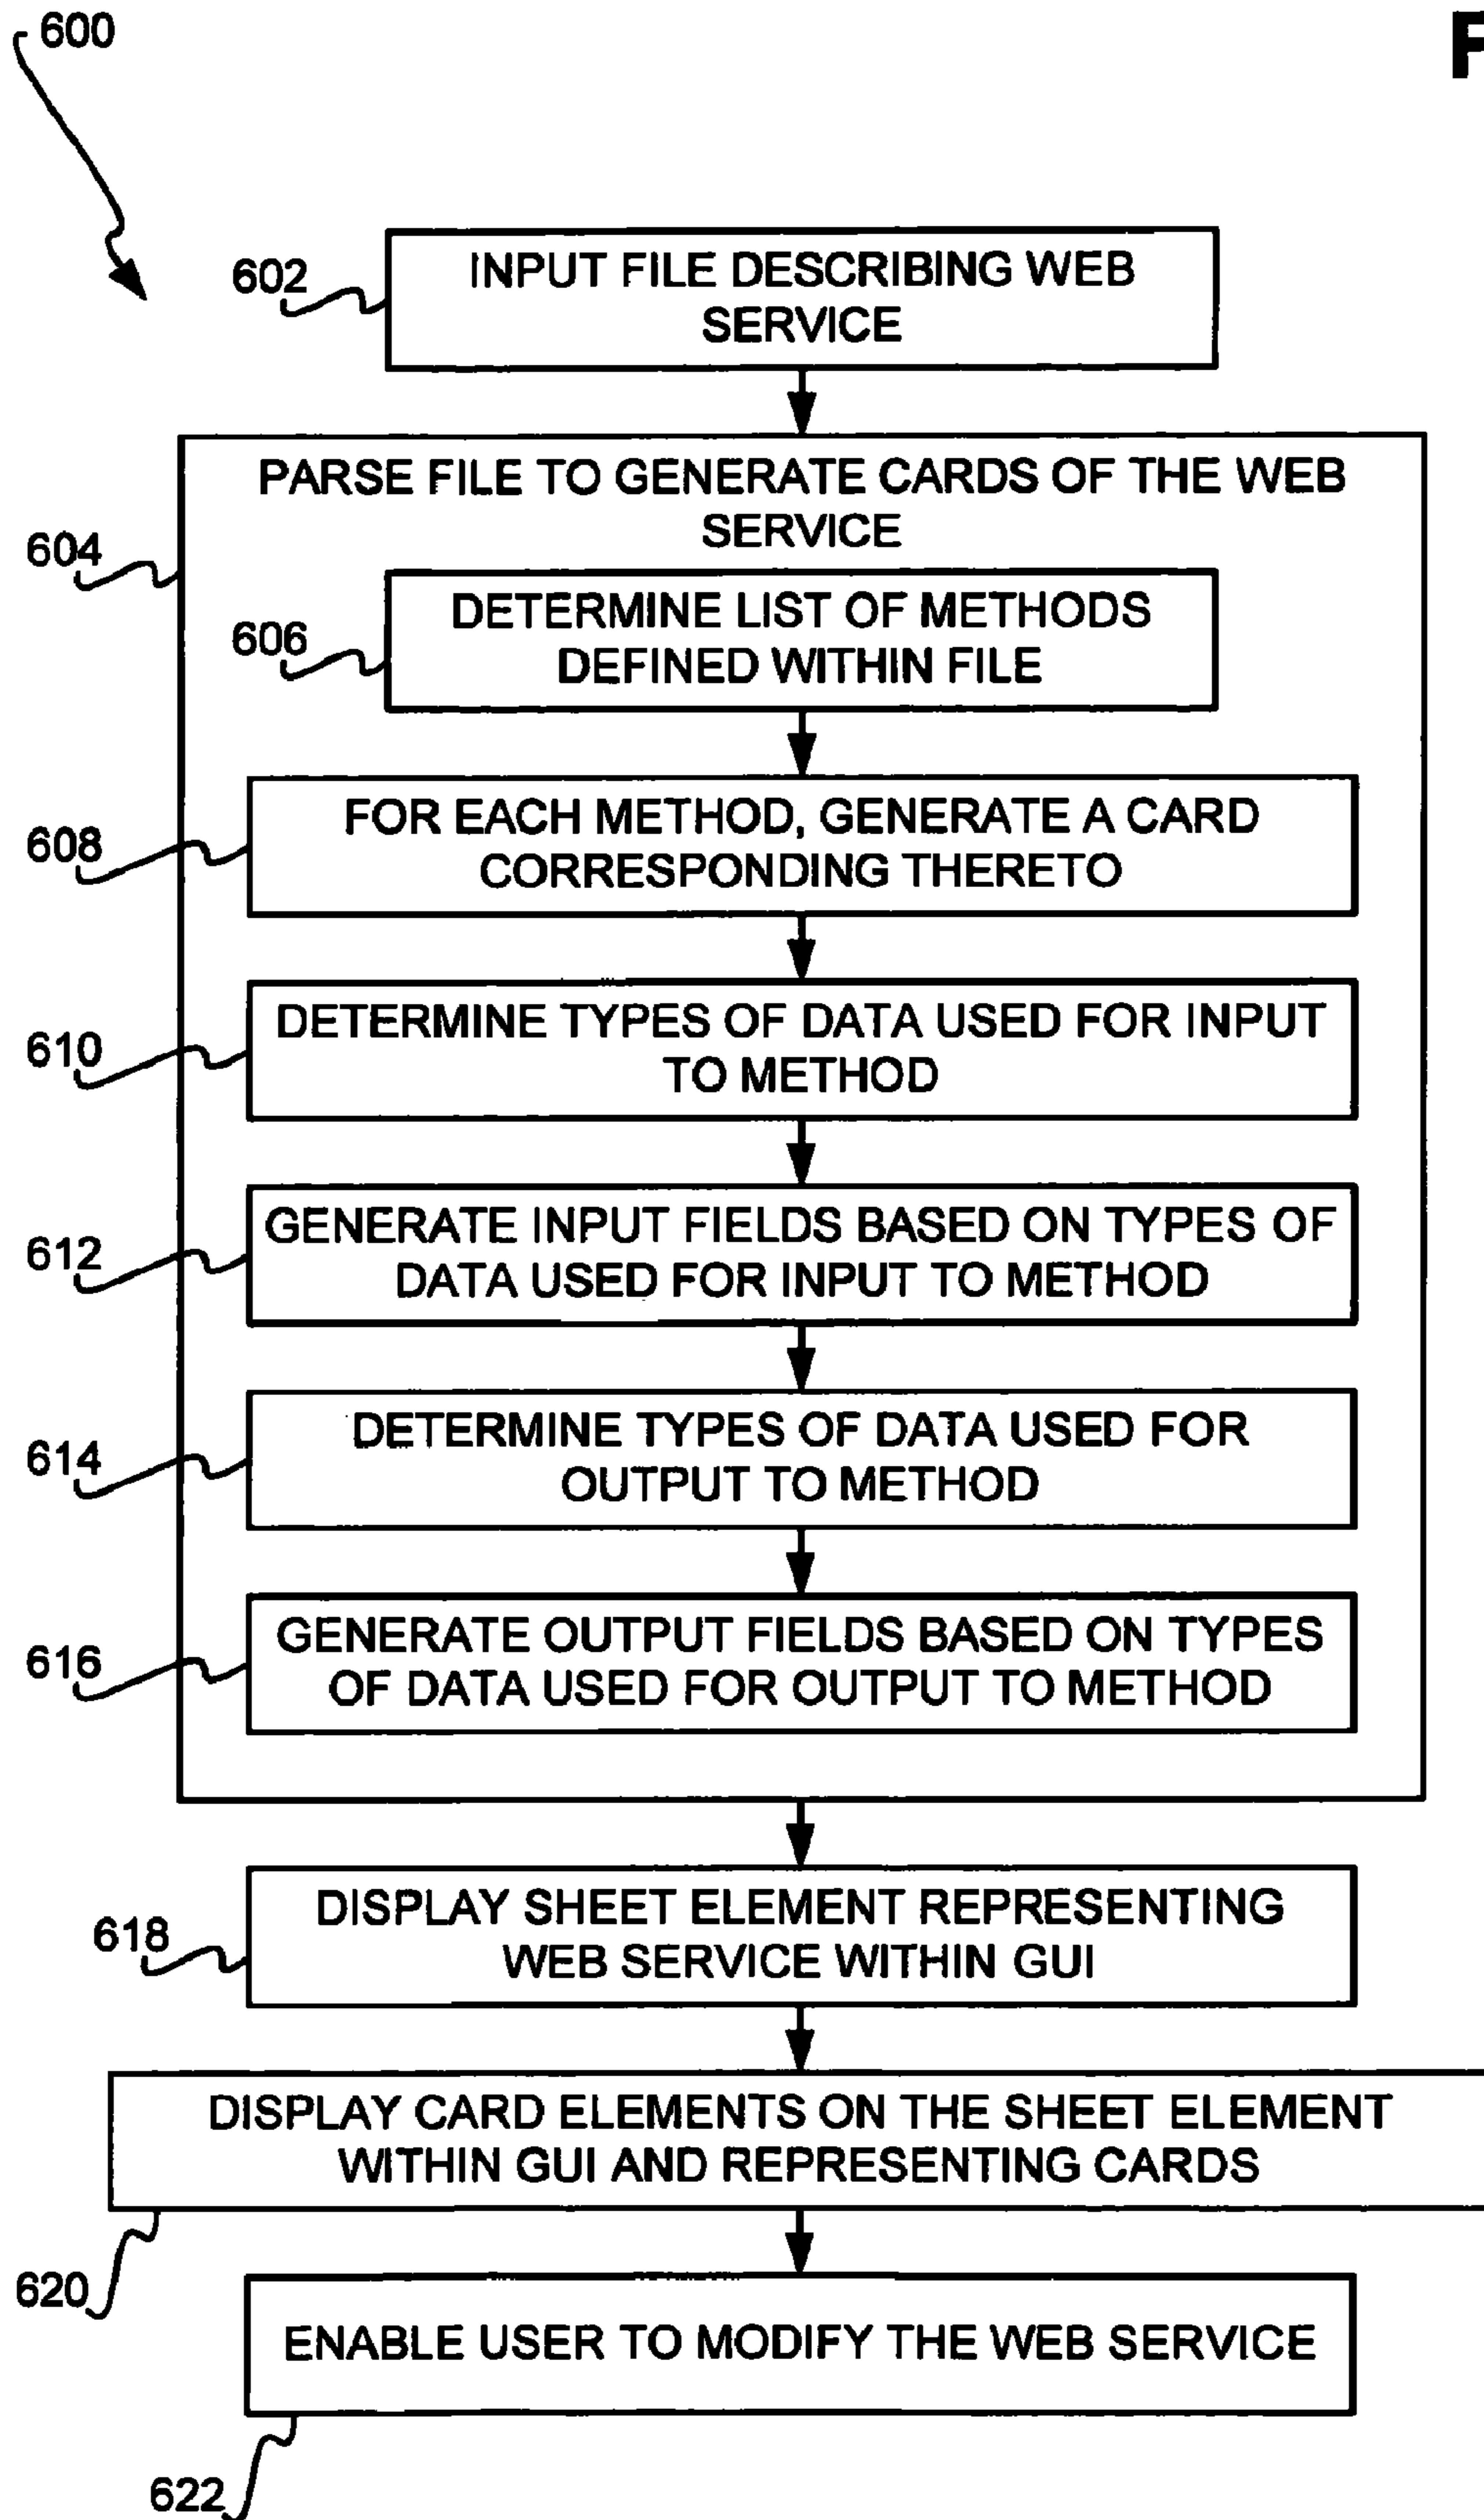 600
602
INPUT FILE DESCRIBING WEB
SERVICE
PARSE FILE TO GENERATE CARDS OF THE WEB
SERVICE
604
606
DETERMINE LIST OF METHODS
DEFINED WITHIN FILE
608
FOR EACH METHOD, GENERATE A CARD
CORRESPONDING THERETO
610
DETERMINE TYPES OF DATA USED FOR INPUT
TO METHOD
612
GENERATE INPUT FIELDS BASED ON TYPES OF
DATA USED FOR INPUT TO METHOD
614
DETERMINE TYPES OF DATA USED FOR
OUTPUT TO METHOD
616
GENERATE OUTPUT FIELDS BASED ON TYPES
OF DATA USED FOR OUTPUT TO METHOD
618
DISPLAY SHEET ELEMENT REPRESENTING
WEB SERVICE WITHIN GUI
DISPLAY CARD ELEMENTS ON THE SHEET ELEMENT
WITHIN GUI AND REPRESENTING CARDS
620
ENABLE USER TO MODIFY THE WEB SERVICE
622